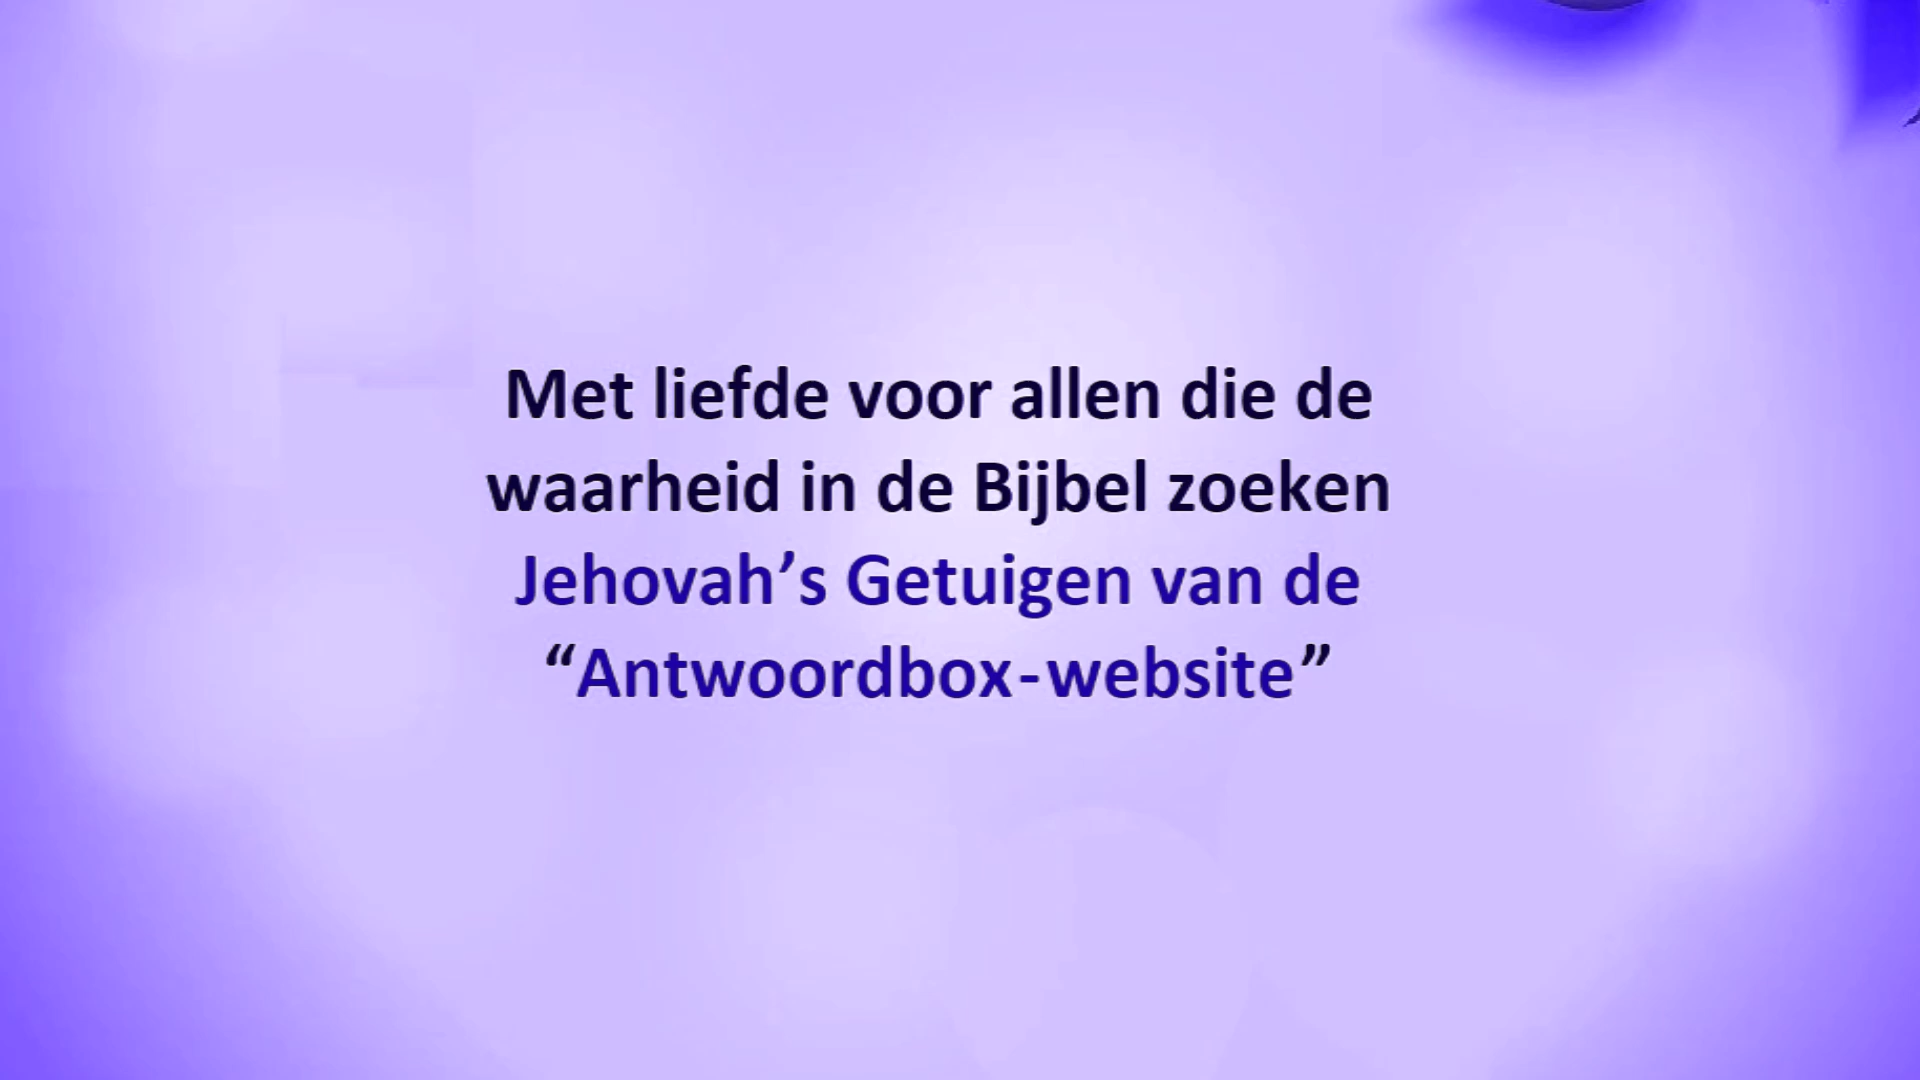 Met liefde voor allen die de
waarheid in de Bijbel zoeken
Jehovah’s Getuigen van de
“Antwoordbox-website”